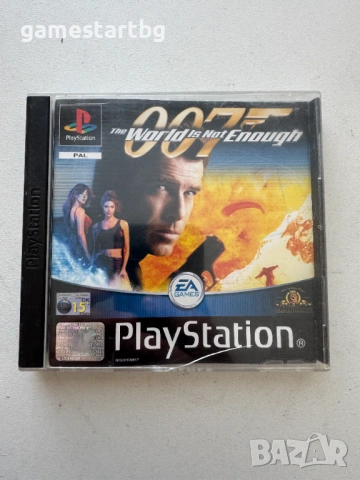 gamestartbg
PlayStation
PAL
007
The World Is Not Enough
PlayStation
EA
GAMES
15
PlayStation®
BAZAR